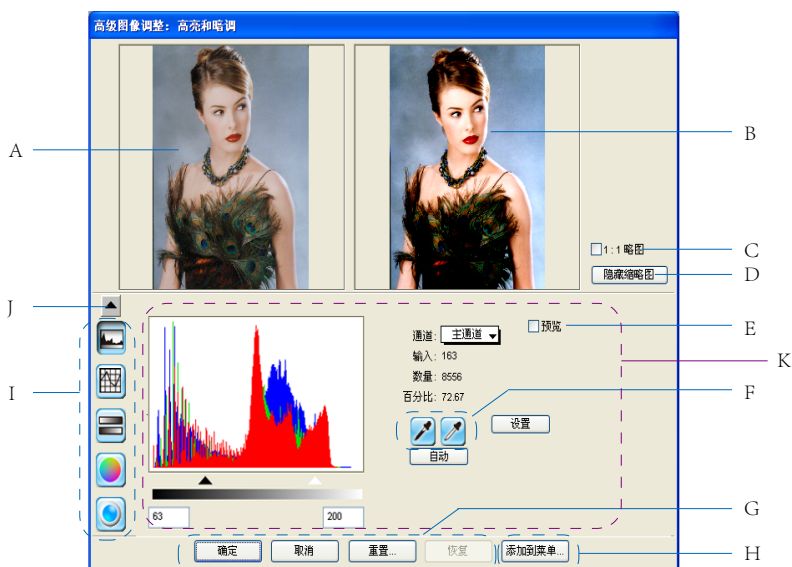 高级图像调整：高亮和暗调
A
B
1:1略图
C
隐藏缩略图
D
J
预览
E
通道: 主通道
K
输入: 163
数量: 8556
I
百分比: 72.67
F
设置
自动
63
200
G
确定
取消
重置...
恢复
添加到菜单...
H